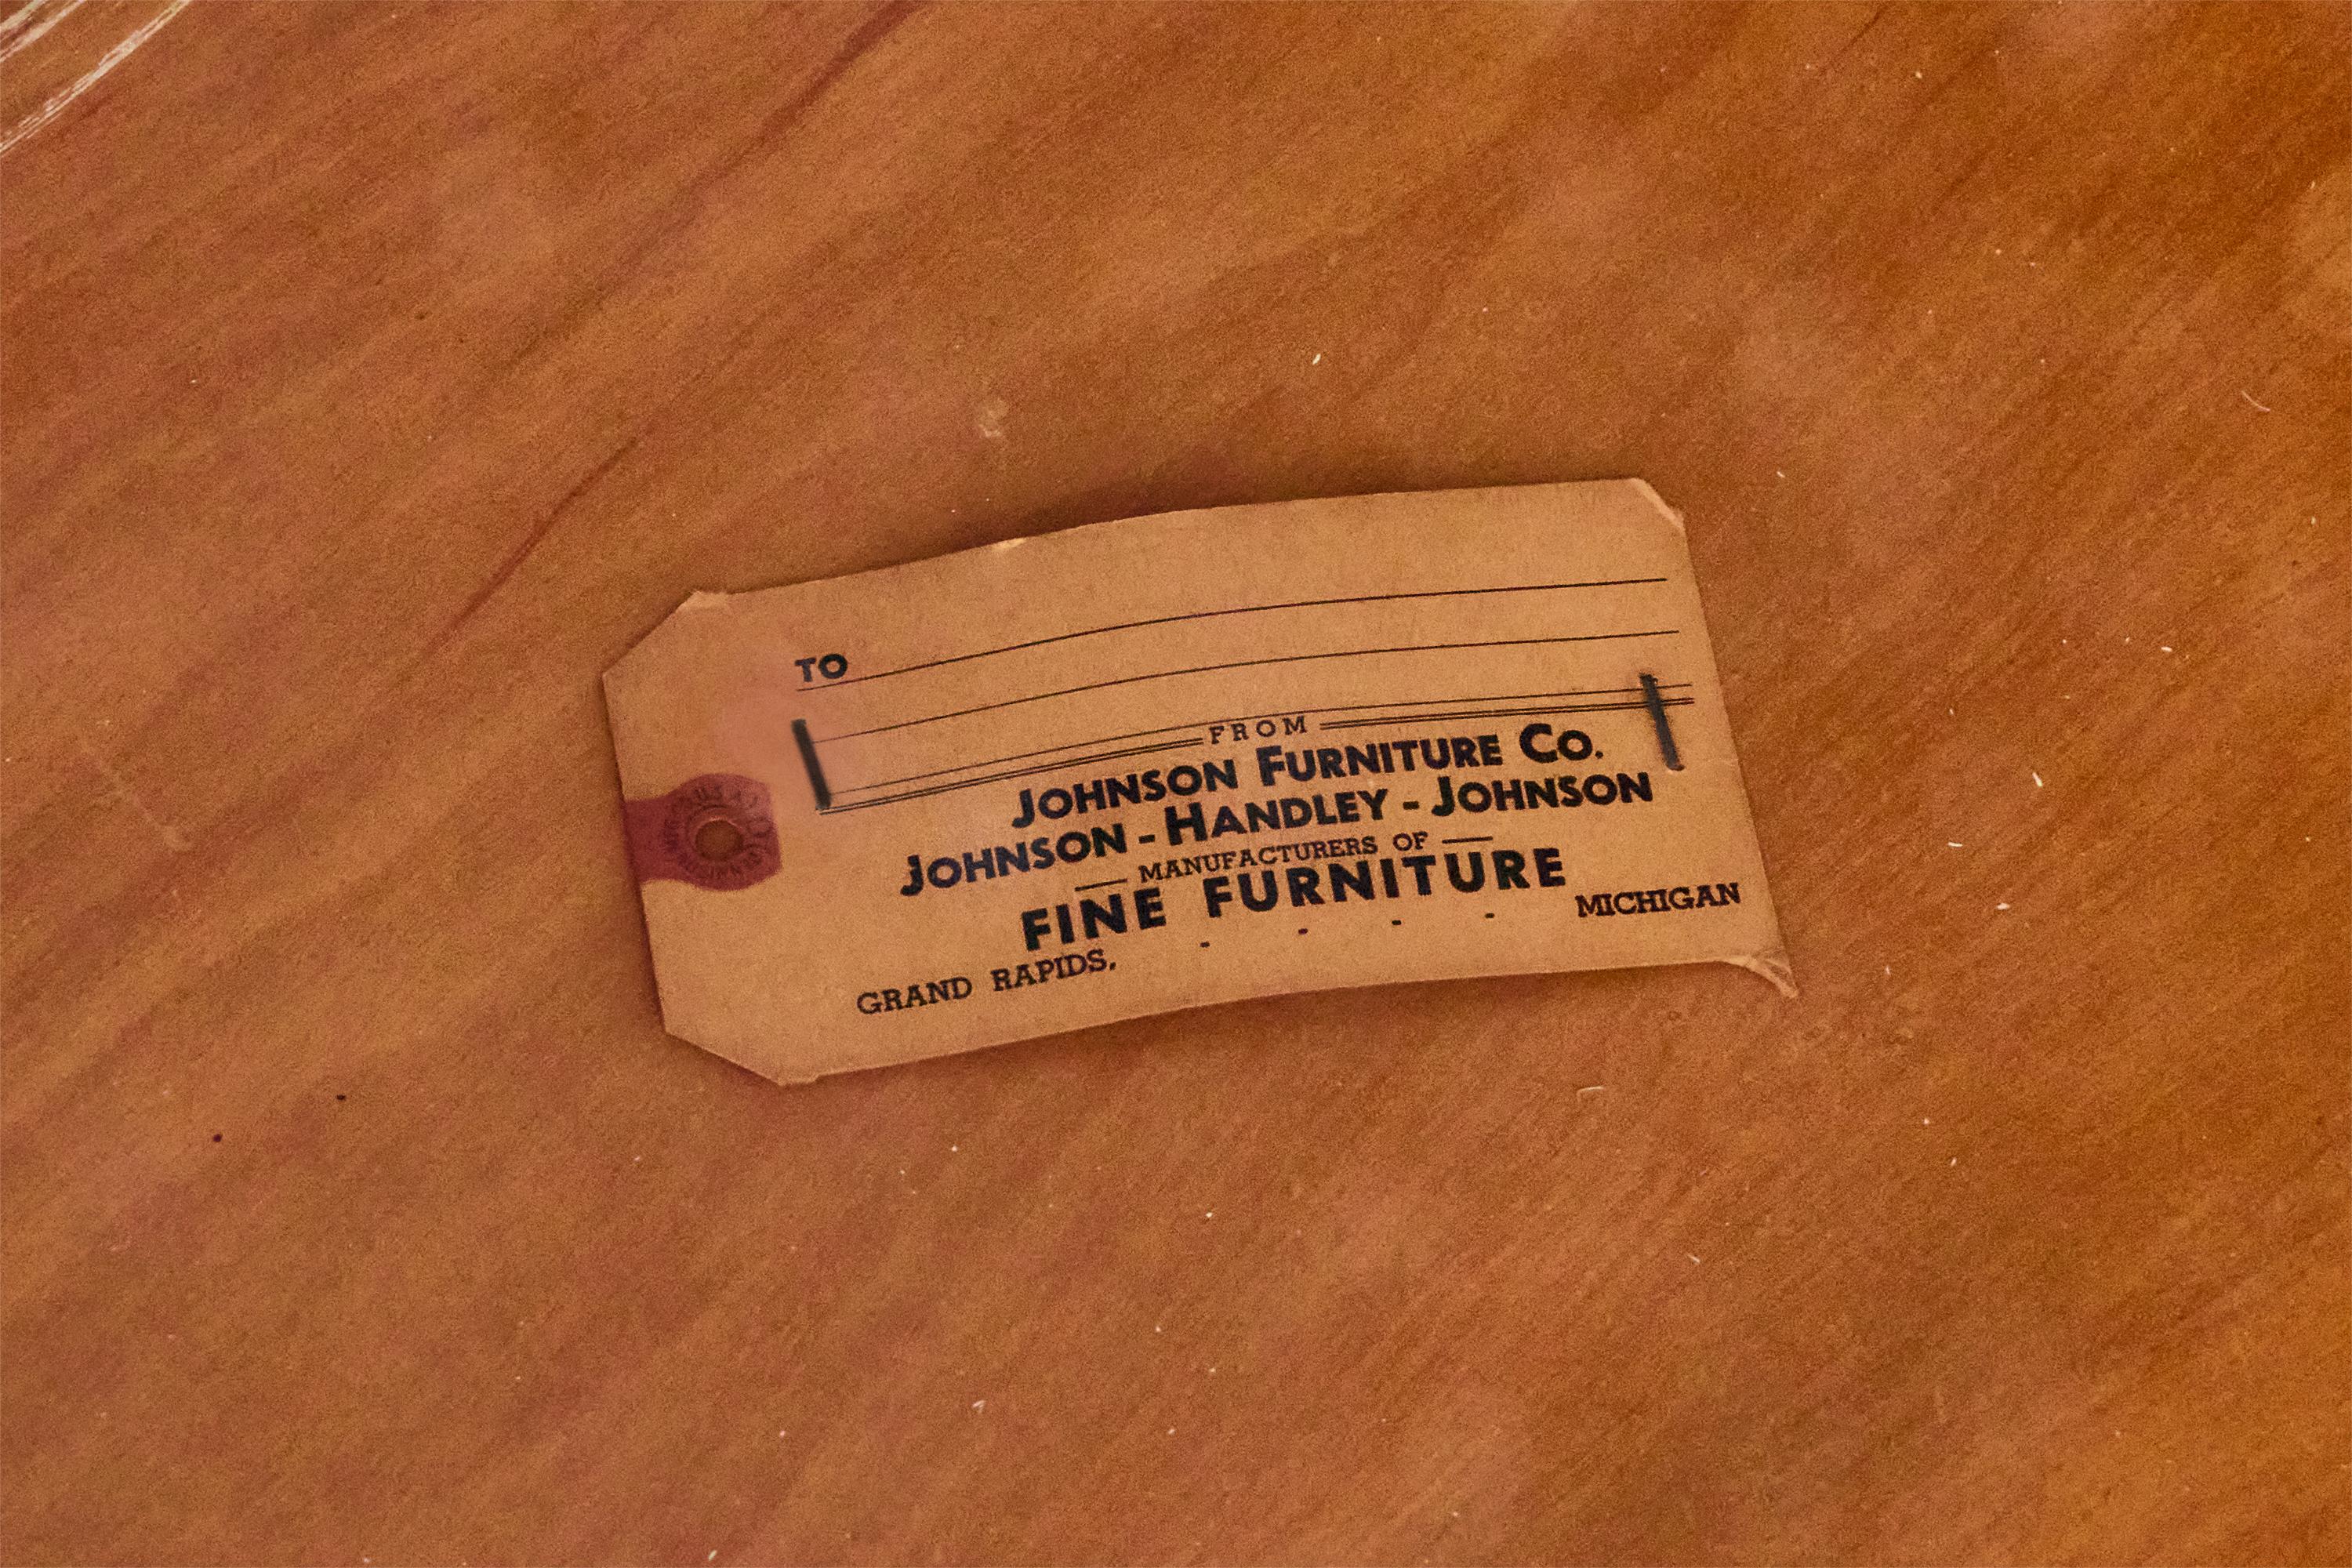 TO
FROM
JOHNSON FURNITURE CO.
JOHNSON - HANDLEY - JOHNSON
MANUFACTURERS OF
FINE FURNITURE
GRAND RAPIDS, - - - - MICHIGAN